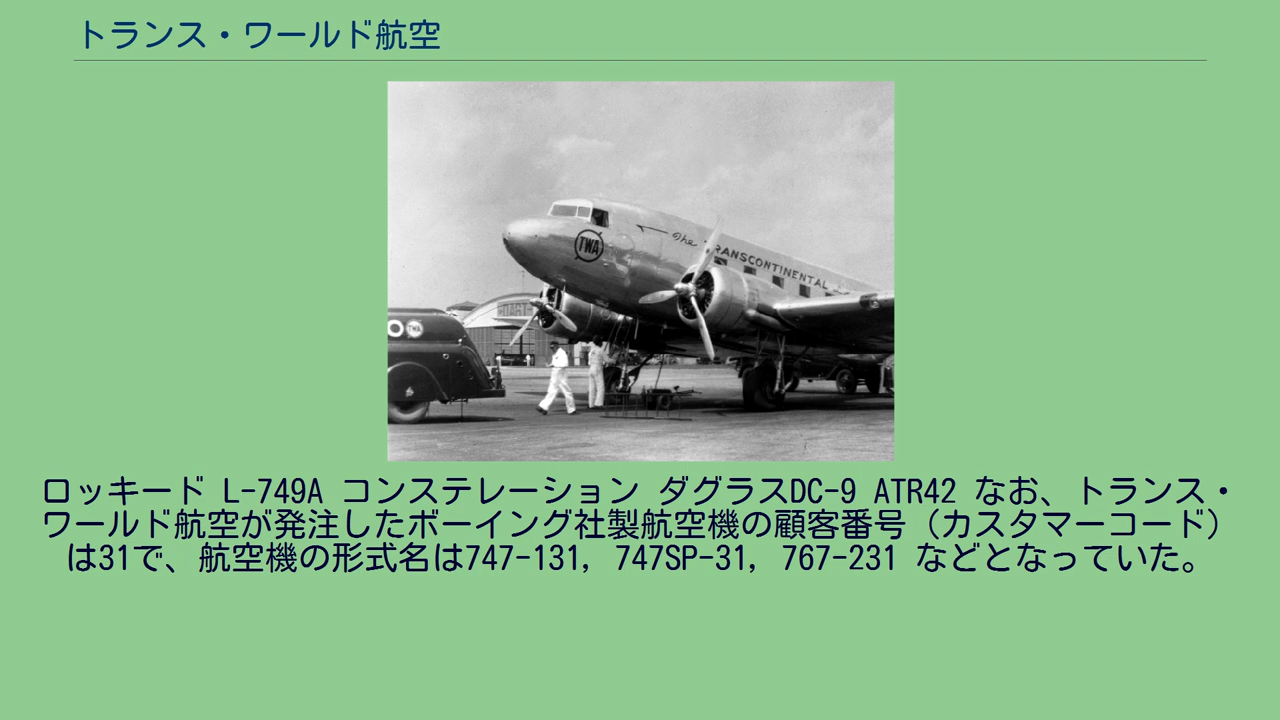 トランス・ワールド航空
TWA
The TRANSCONTINENTAL
TWA
ロッキード L-749A コンステレーション ダグラスDC-9 ATR42 なお、トランス・
ワールド航空が発注したボーイング社製航空機の顧客番号（カスタマーコード）
は31で、航空機の形式名は747-131, 747SP-31, 767-231 などとなっていた。